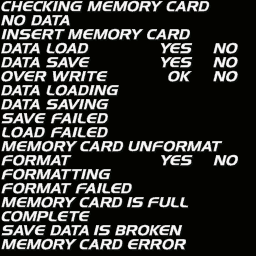 CHECKING MEMORY CARD
NO DATA
INSERT MEMORY CARD
DATA LOAD YES NO
DATA SAVE YES NO
OVER WRITE OK NO
DATA LOADING
DATA SAVING
SAVE FAILED
LOAD FAILED
MEMORY CARD UNFORMAT
FORMAT YES NO
FORMATTING
FORMAT FAILED
MEMORY CARD IS FULL
COMPLETE
SAVE DATA IS BROKEN
MEMORY CARD ERROR